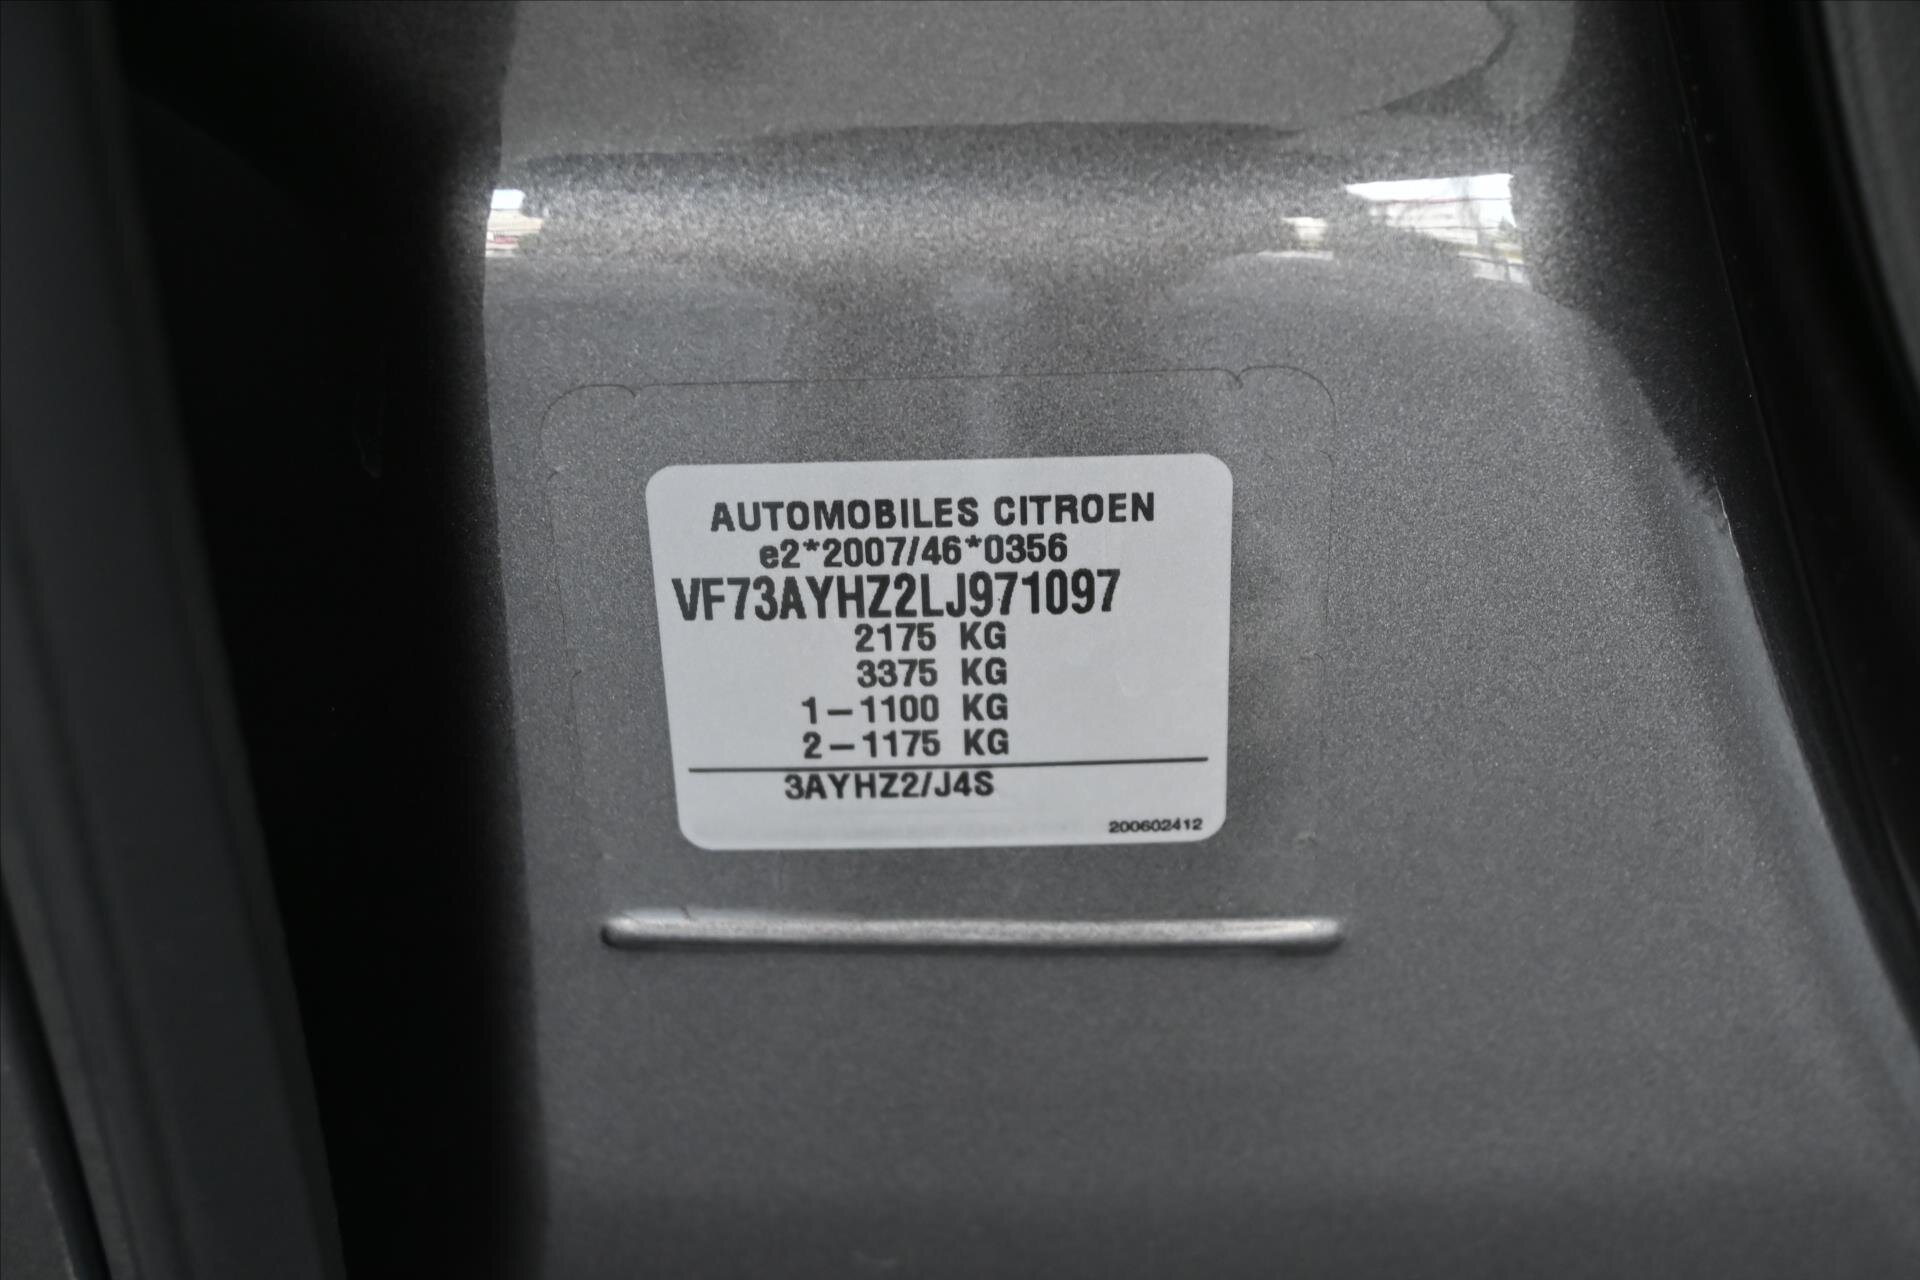 AUTOMOBILES CITROEN
e2*2007/46*0356
VF73AYHZ2LJ971097
2175 KG
3375 KG
1-1100 KG
2-1175 KG
3AYHZ2/J4S
200602412